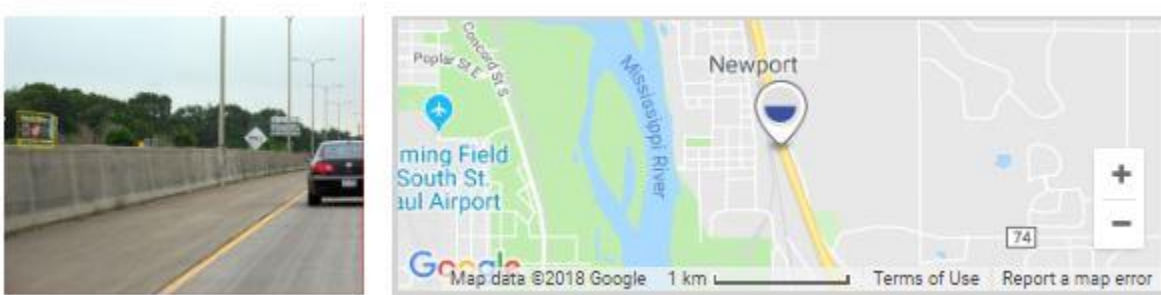 Concord St S
Poplar St E
Newport
Mississippi River
ming Field
South St.
aul Airport
74
+
−
Google
Map data ©2018 Google
1 km
Terms of Use
Report a map error